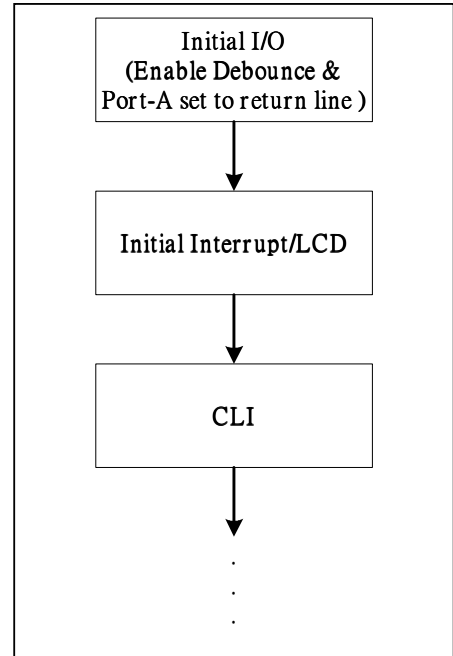 Initial I/O
(Enable Debounce &
Port-A set to return line )
Initial Interrupt/LCD
CLI
.
.
.